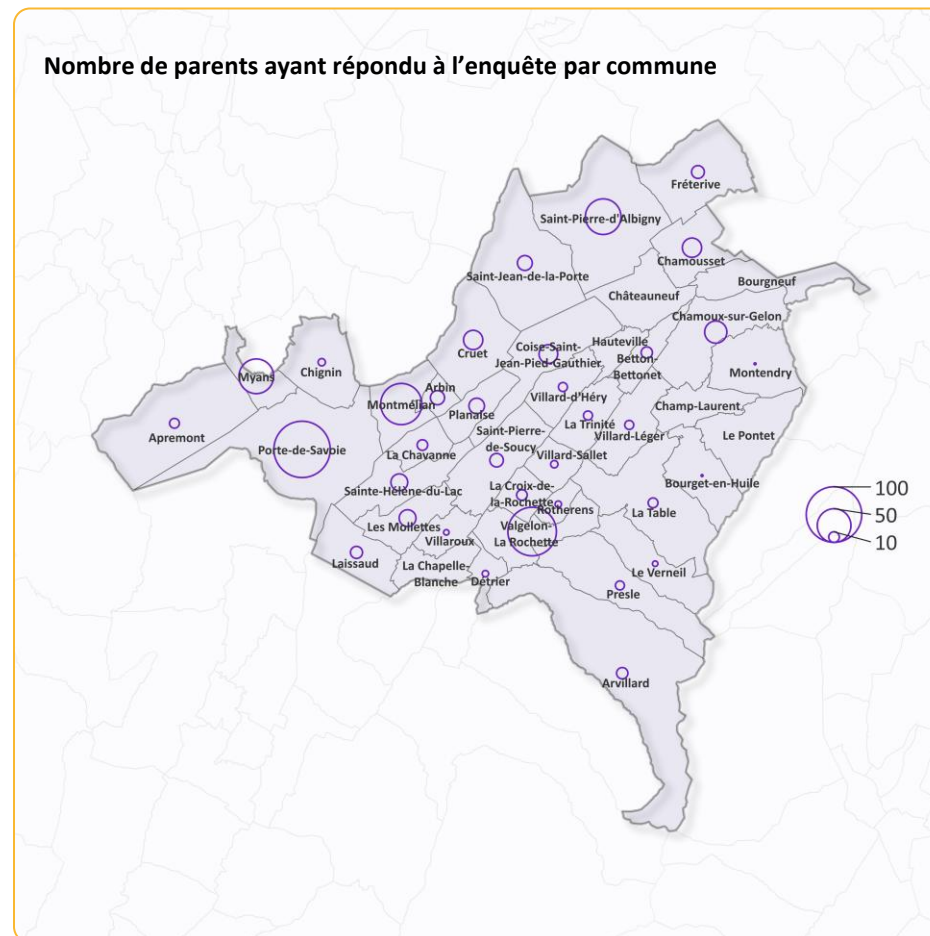 Nombre de parents ayant répondu à l'enquête par commune
Fréterive
Saint-Pierre-d'Albigny
Chamousset
Saint-Jean-de-la-Porte
Bourgneuf
Châteauneuf
Chamoux-sur-Gelon
Hauteville
Coise-Saint-
Jean-Pied-Gauthier
Cruet
Betton-
Bettonet
Montendry
Myans
Chignin
Arbin
Montmélian
Villard-d'Héry
Planaise
Champ-Laurent
La Trinité
Villard-Léger
Le Pontet
Apremont
Saint-Pierre-
de-Soucy
Porte-de-Savoie
La Chavanne
Villard-Sallet
Bourget-en-Huile
Sainte-Hélène-du-Lac
La Croix-de-
la-Rochette
Rotherens
La Table
Les Mollettes
Valgelon-
La Rochette
Villaroux
Laissaud
La Chapelle-
Blanche
Détrier
Le Verneil
Presle
Arvillard
100
50
10